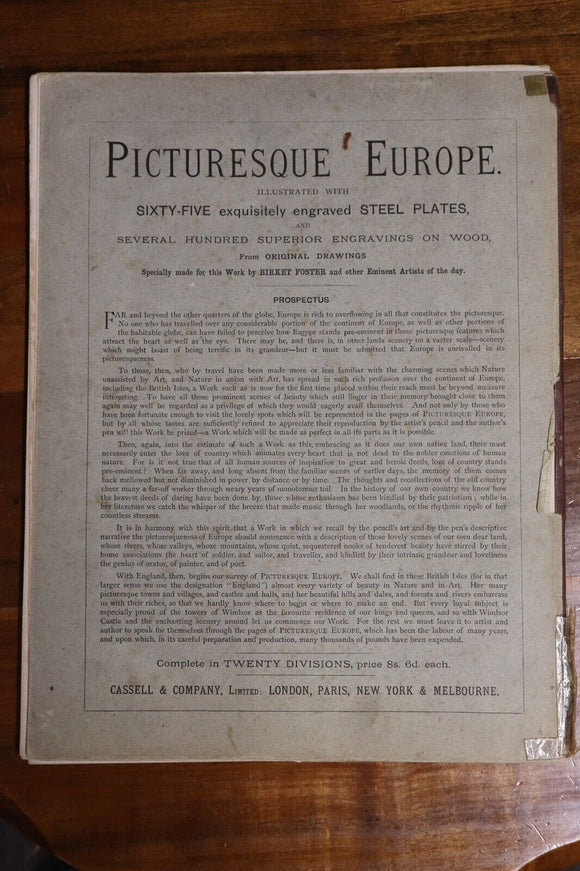 PICTURESQUE EUROPE.
ILLUSTRATED WITH
SIXTY-FIVE exquisitely engraved STEEL PLATES,
AND
SEVERAL HUNDRED SUPERIOR ENGRAVINGS ON WOOD,
From ORIGINAL DRAWINGS
Specially made for this Work by BIRKET FOSTER and other Eminent Artists of the day.
PROSPECTUS
FAR and beyond the other quarters of the globe, Europe is rich to overflowing in all that constitutes the picturesque.
No one who has travelled over any considerable portion of the continent of Europe, as well as other portions of
the habitable globe, can have failed to perceive how Europe stands pre-eminent in those picturesque features which
attract the heart as well as the eye. There may be, and there is, in other lands scenery on a vaster scale—scenery
which might boast of being terrific in its grandeur—but it must be admitted that Europe is unrivalled in its
picturesqueness.
To those, then, who by travel have been made more or less familiar with the charming scenes which Nature
unassisted by Art, and Nature in union with Art, has spread in such rich profusion over the continent of Europe,
including the British Isles, a Work such as is now for the first time placed within their reach must be beyond measure
interesting. To have all those prominent scenes of beauty which still linger in their memory brought close to them
again may well be regarded as a privilege of which they would eagerly avail themselves. And not only by those who
have been fortunate enough to visit the lovely spots which will be represented in the pages of PICTURESQUE EUROPE,
but by all whose tastes are sufficiently refined to appreciate their reproduction by the artist's pencil and the author's
pen will this Work be prized—a Work which will be made as perfect in all its parts as it is possible.
Then, again, into the estimate of such a Work as this, embracing as it does our own native land, there must
necessarily enter the love of country which animates every heart that is not dead to the nobler emotions of human
nature. For is it not true that of all human sources of inspiration to great and heroic deeds, love of country stands
pre-eminent? When far away, and long absent from the familiar scenes of earlier days, the memory of them comes
back mellowed but not diminished in power by distance or by time. The thoughts and recollections of the old country
cheer many a far-off worker through weary years of monotonous toil. In the history of our own country we know how
the bravest deeds of daring have been done by those whose enthusiasm has been kindled by their patriotism; while in
her literature we catch the whisper of the breeze that made music through her woodlands, or the rhythmic ripple of her
countless streams.
It is in harmony with this spirit that a Work in which we recall by the pencil's art and by the pen's descriptive
narrative the picturesqueness of Europe should commence with a description of those lovely scenes of our own dear land,
whose rivers, whose valleys, whose mountains, whose quiet, sequestered nooks of tenderest beauty have stirred by their
home associations the heart of soldier, and sailor, and traveller, and kindled by their intrinsic grandeur and loveliness
the genius of orator, of painter, and of poet.
With England, then, begins our survey of PICTURESQUE EUROPE. We shall find in these British Isles (for in that
larger sense we use the designation "England") almost every variety of beauty in Nature and in Art. Her many
picturesque towns and villages, and castles and halls, and her beautiful hills and dales, and forests and rivers embarrass
us with their riches, so that we hardly know where to begin or where to make an end. But every loyal subject is
especially proud of the towers of Windsor as the favourite residence of our kings and queens, and so with Windsor
Castle and the enchanting scenery around let us commence our Work. For the rest we must leave it to artist and
author to speak for themselves through the pages of PICTURESQUE EUROPE, which has been the labour of many years,
and upon which, in its careful preparation and production, many thousands of pounds have been expended.
Complete in TWENTY DIVISIONS, price 8s. 6d. each.
CASSELL & COMPANY, LIMITED: LONDON, PARIS, NEW YORK & MELBOURNE.